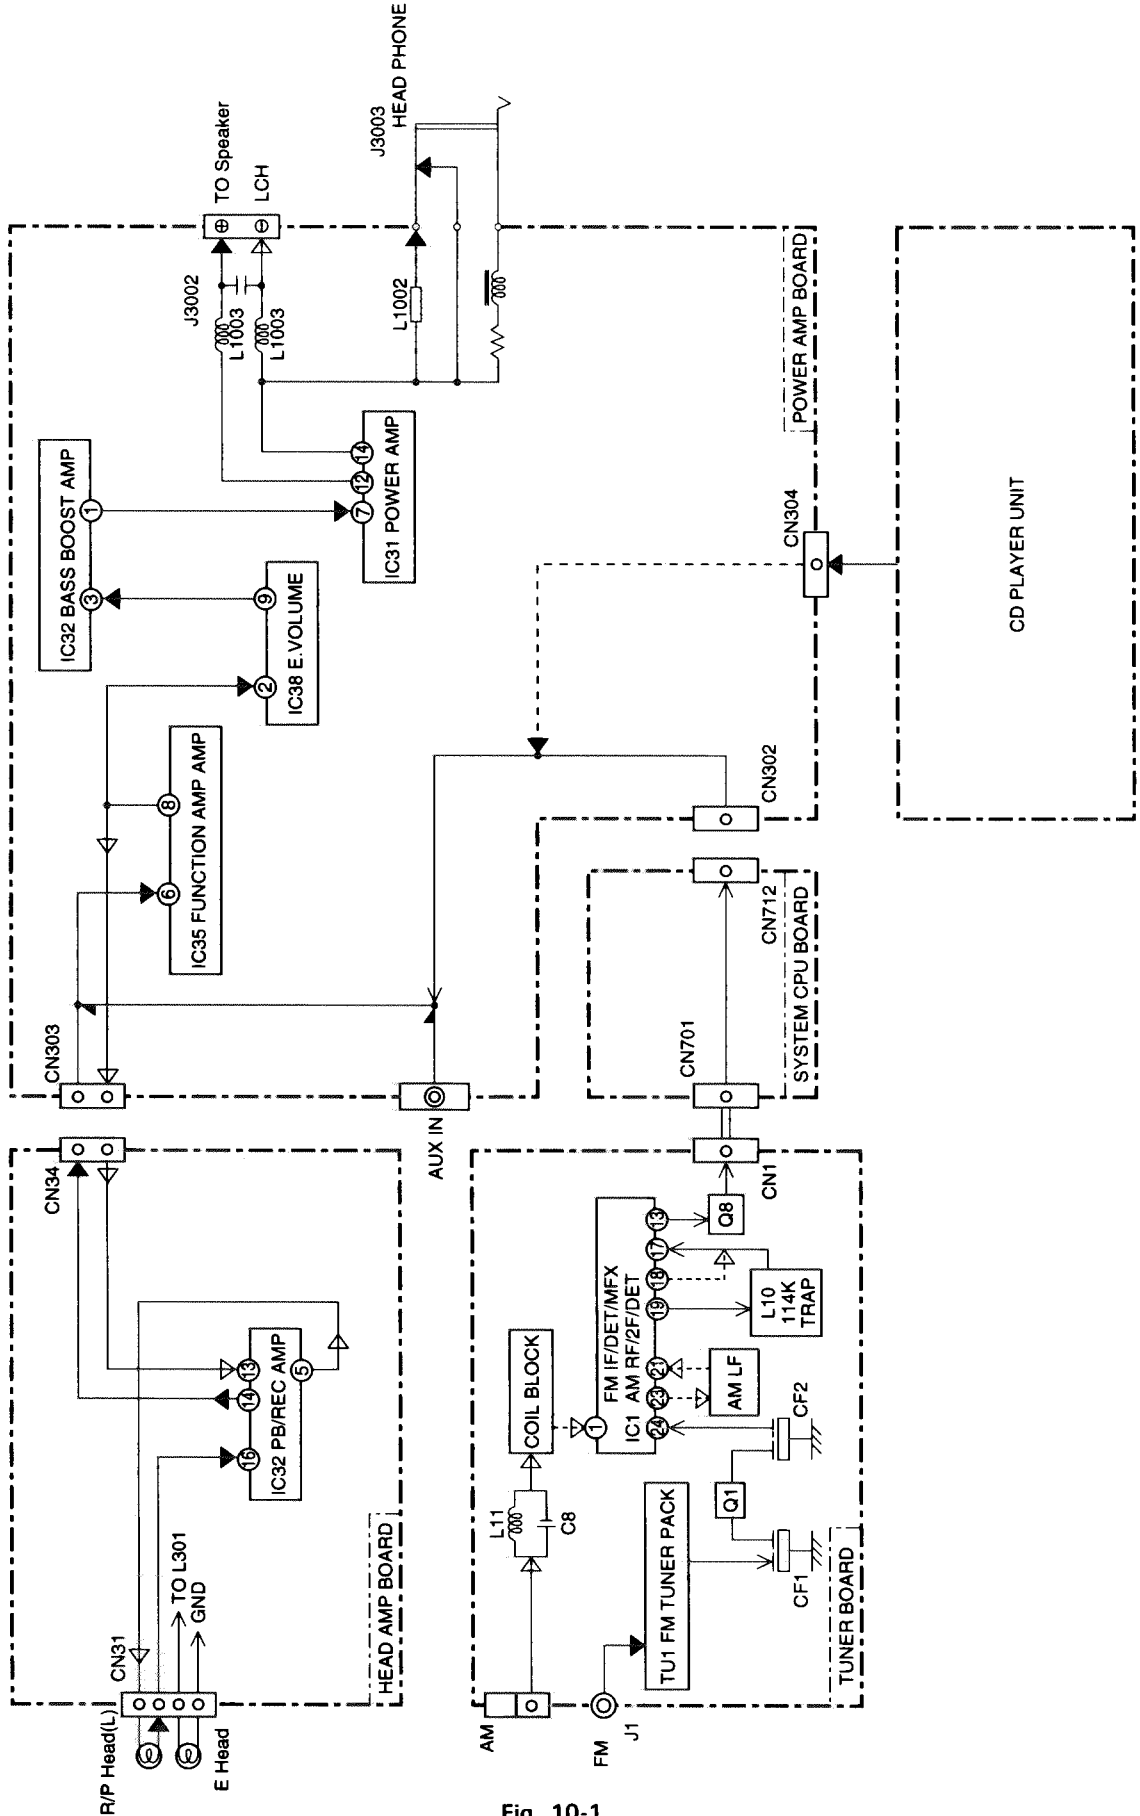 HEAD PHONE
J3003
TO Speaker
LCH
J3002
L1003
L1003
L1002
IC32 BASS BOOST AMP
1
3
IC31 POWER AMP
7
12
14
IC38 E.VOLUME
2
9
IC35 FUNCTION AMP AMP
6
8
POWER AMP BOARD
CN304
CN302
CN303
AUX IN
CD PLAYER UNIT
CN712
SYSTEM CPU BOARD
CN701
CN34
IC32 PB/REC AMP
16
14
13
5
CN31
TO L301
GND
HEAD AMP BOARD
R/P Head(L)
E Head
CN1
Q8
COIL BLOCK
FM IF/DET/MFX
IC1 AM RF/2F/DET
1
24
23
21
19
18
17
13
L10
114K
TRAP
AM LF
CF2
Q1
CF1
L11
C8
TU1 FM TUNER PACK
TUNER BOARD
AM
FM
J1
Fig. 10-1